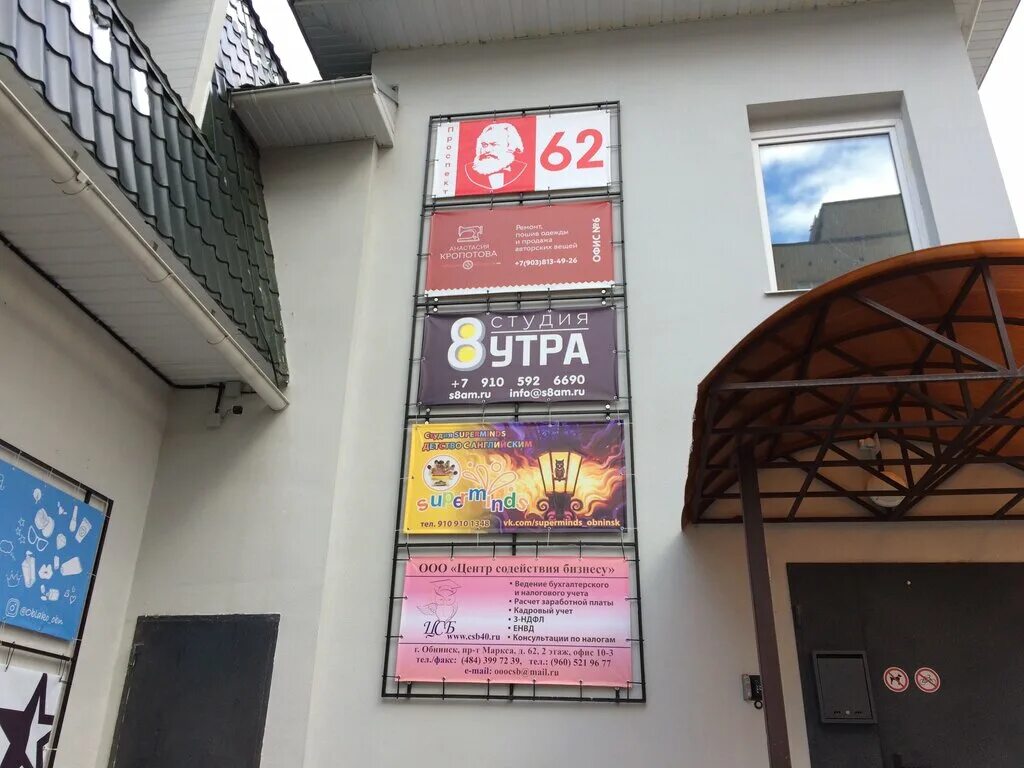 Проспект
62
АНАСТАСИЯ
КРОПОТОВА
Ремонт,
пошив одежды
и продажа
авторских вещей
+7(903)813-49-26
ОФИС №6
СТУДИЯ
8 УТРА
+7 910 592 6690
s8am.ru info@s8am.ru
Студия SUPERMINDS
ДЕТСТВО С АНГЛИЙСКИМ
superminds
тел. 910 910 1348
vk.com/superminds_obninsk
ООО «Центр содействия бизнесу»
• Ведение бухгалтерского
и налогового учета
• Расчет заработной платы
• Кадровый учет
• 3-НДФЛ
• ЕНВД
• Консультации по налогам
ЦСБ
www.csb40.ru
г. Обнинск, пр-т Маркса, д. 62, 2 этаж, офис 10-3
тел./факс: (484) 399 72 39, тел.: (960) 521 96 77
e-mail: ooocsb@mail.ru